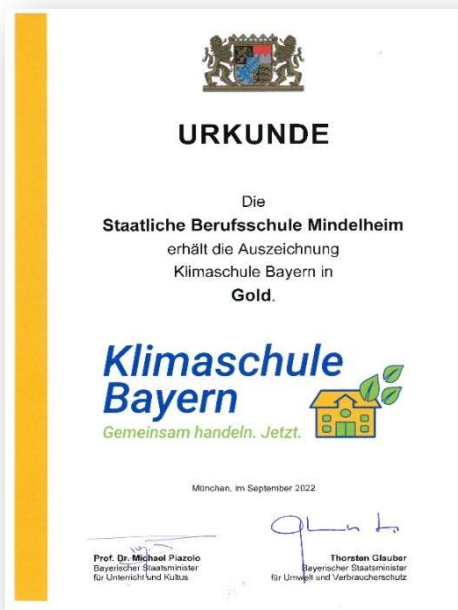 URKUNDE
Die
Staatliche Berufsschule Mindelheim
erhält die Auszeichnung
Klimaschule Bayern in
Gold.
Klimaschule
Bayern
Gemeinsam handeln. Jetzt.
München, im September 2022
Prof. Dr. Michael Piazolo
Bayerischer Staatsminister
für Unterricht und Kultus
Thorsten Glauber
Bayerischer Staatsminister
für Umwelt und Verbraucherschutz